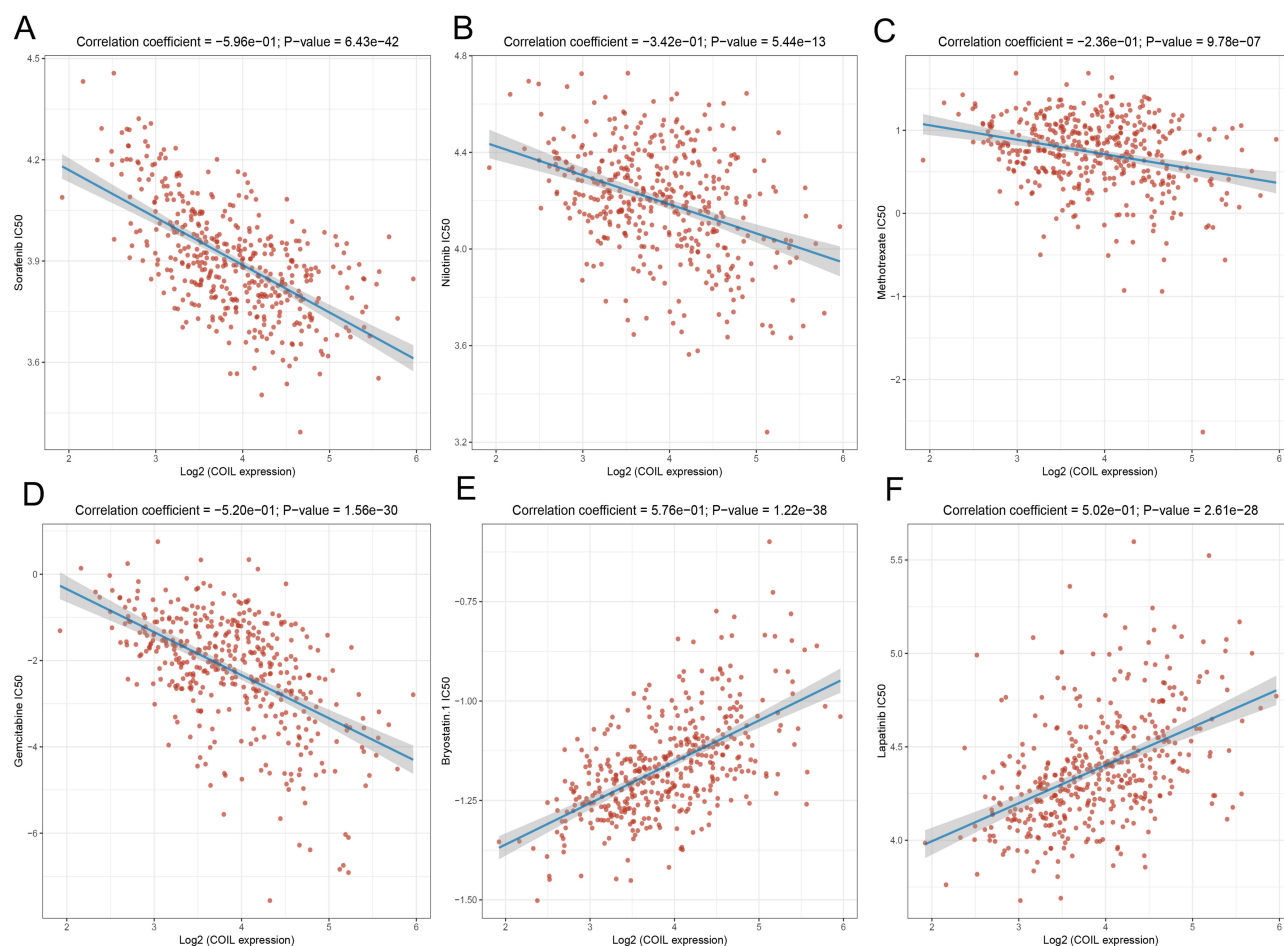 A
Correlation coefficient = −5.96e−01; P−value = 6.43e−42
4.5
4.2
3.9
3.6
Sorafenib IC50
2 3 4 5 6
Log2 (COIL expression)
B
Correlation coefficient = −3.42e−01; P−value = 5.44e−13
4.8
4.4
4.0
3.6
3.2
Nilotinib IC50
2 3 4 5 6
Log2 (COIL expression)
C
Correlation coefficient = −2.36e−01; P−value = 9.78e−07
1
0
−1
−2
Methotrexate IC50
2 3 4 5 6
Log2 (COIL expression)
D
Correlation coefficient = −5.20e−01; P−value = 1.56e−30
0
−2
−4
−6
Gemcitabine IC50
2 3 4 5 6
Log2 (COIL expression)
E
Correlation coefficient = 5.76e−01; P−value = 1.22e−38
−0.75
−1.00
−1.25
−1.50
Bryostatin.1 IC50
2 3 4 5 6
Log2 (COIL expression)
F
Correlation coefficient = 5.02e−01; P−value = 2.61e−28
5.5
5.0
4.5
4.0
Lapatinib IC50
2 3 4 5 6
Log2 (COIL expression)